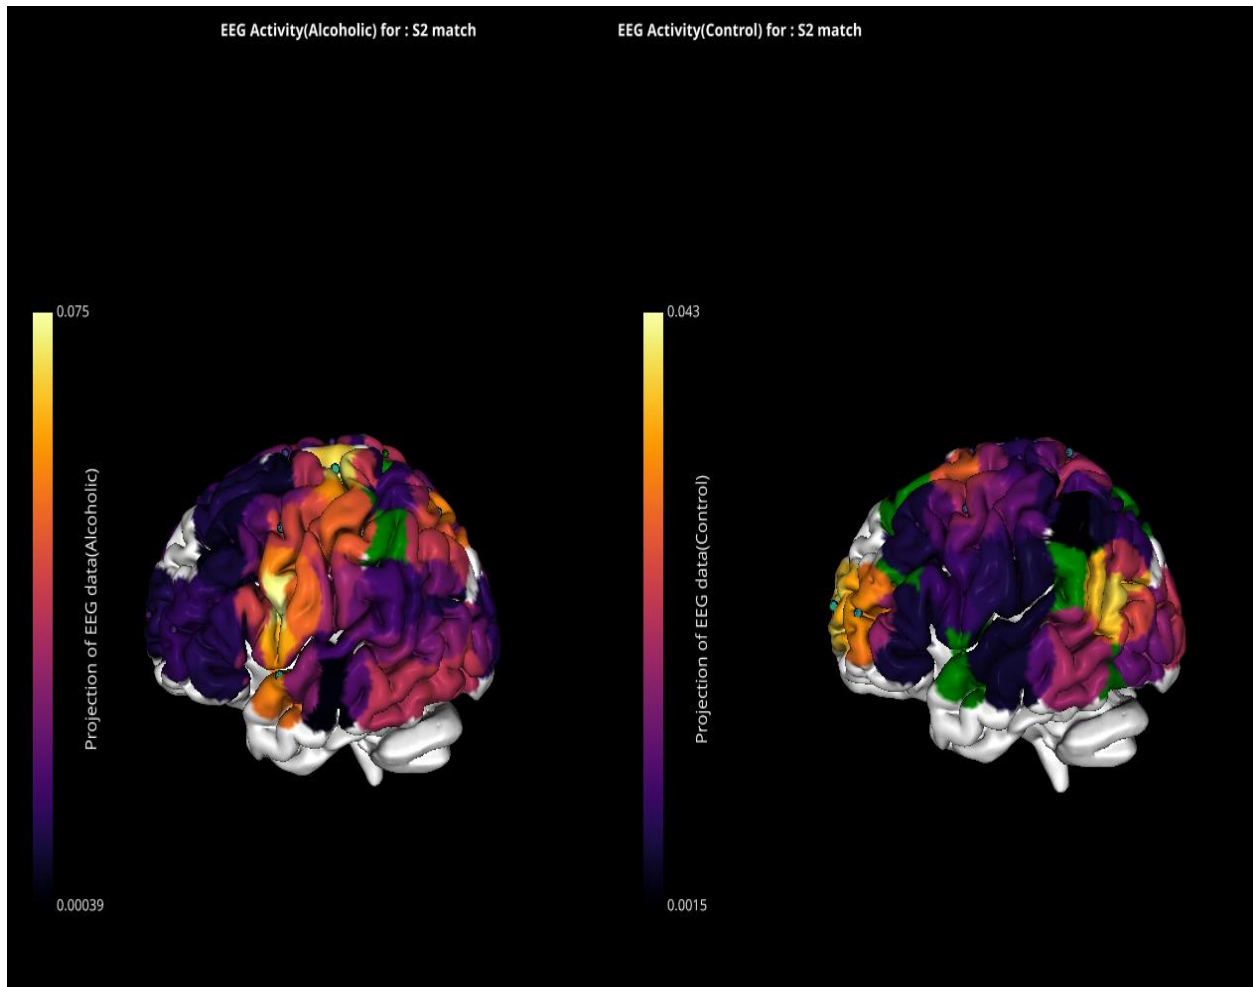 EEG Activity(Alcoholic) for : S2 match
EEG Activity(Control) for : S2 match
0.075
Projection of EEG data(Alcoholic)
0.00039
0.043
Projection of EEG data(Control)
0.0015